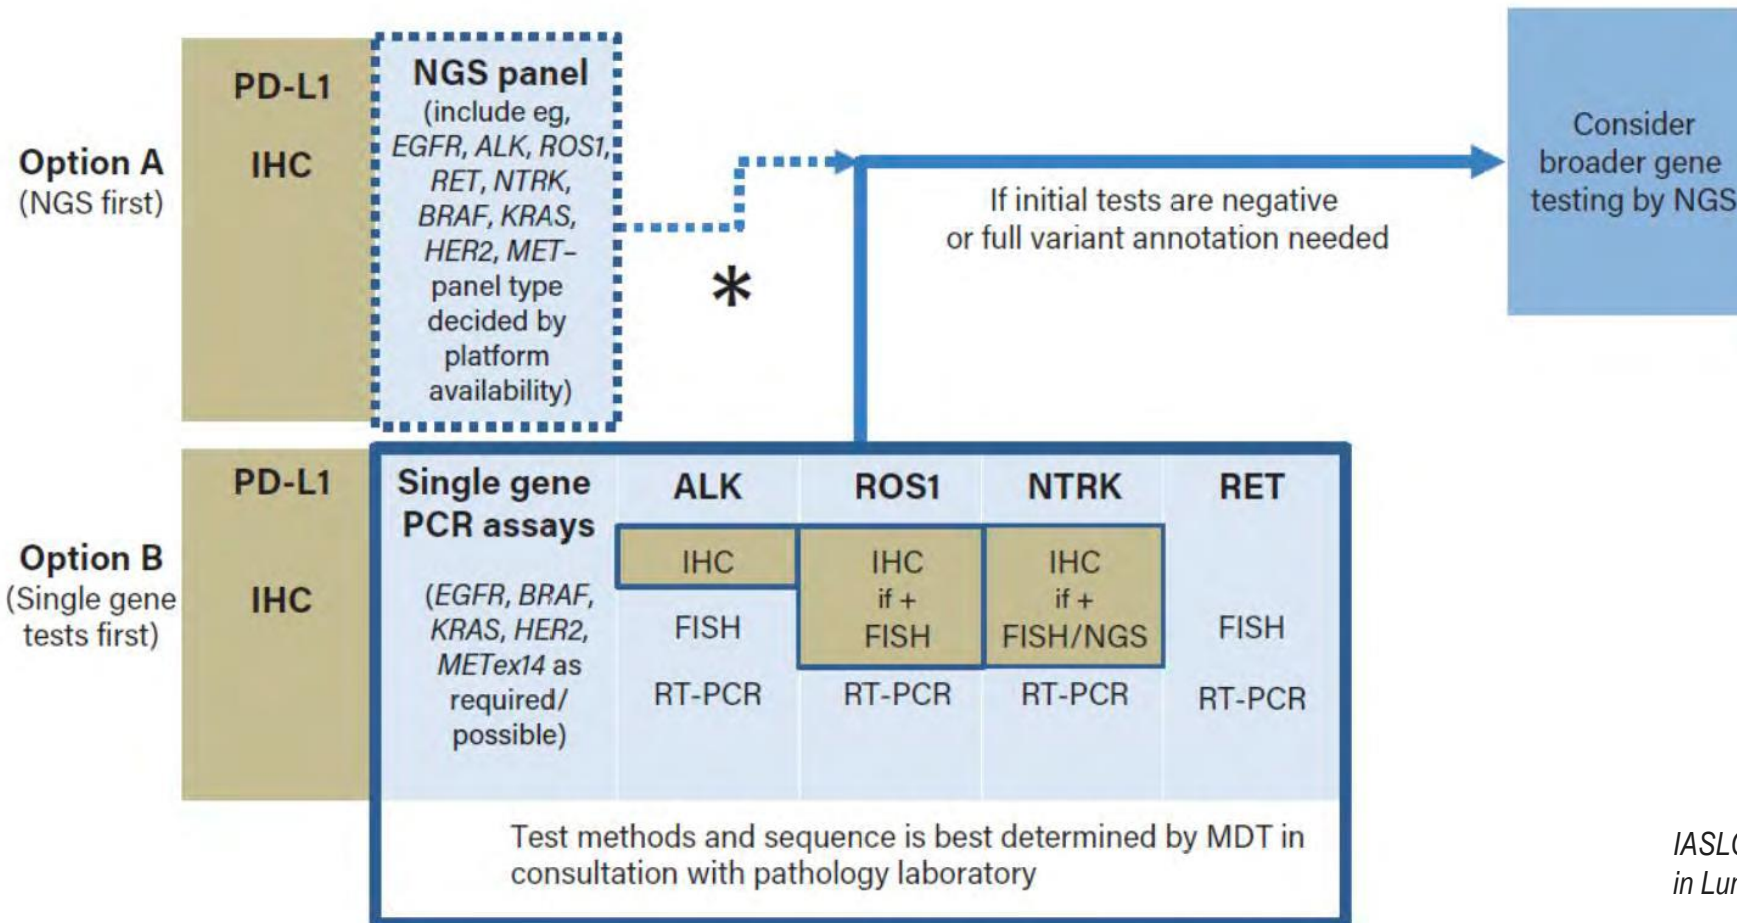 Option A
(NGS first)
PD-L1
IHC
NGS panel
(include eg,
EGFR, ALK, ROS1,
RET, NTRK,
BRAF, KRAS,
HER2, MET–
panel type
decided by
platform
availability)
*
If initial tests are negative
or full variant annotation needed
Consider
broader gene
testing by NGS
Option B
(Single gene
tests first)
PD-L1
IHC
Single gene
PCR assays
(EGFR, BRAF,
KRAS, HER2,
METex14 as
required/
possible)
ALK
IHC
FISH
RT-PCR
ROS1
IHC
if +
FISH
RT-PCR
NTRK
IHC
if +
FISH/NGS
RT-PCR
RET
FISH
RT-PCR
Test methods and sequence is best determined by MDT in
consultation with pathology laboratory
in